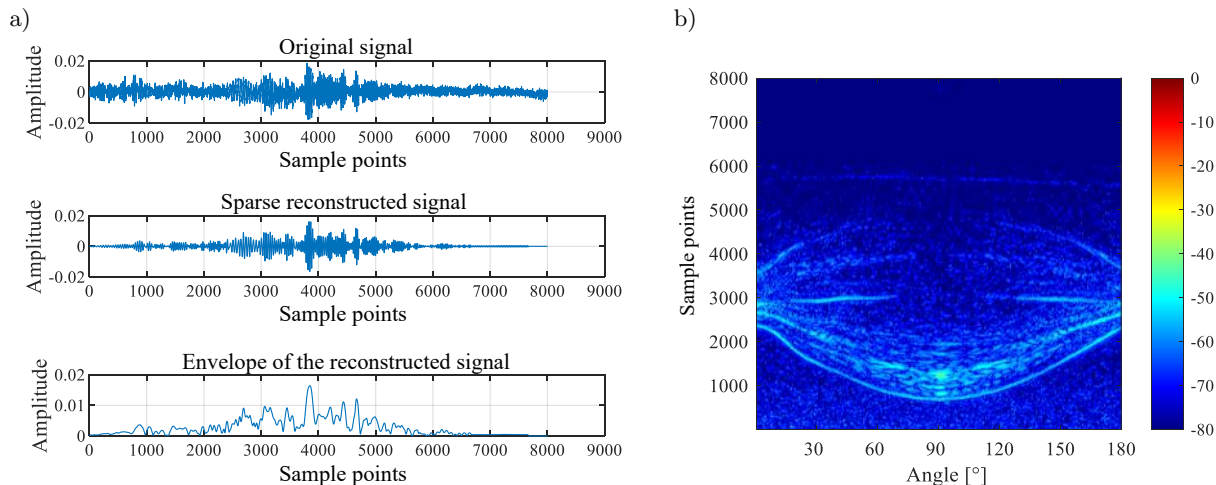 a)
Original signal
Amplitude
0.02
0
-0.02
0 1000 2000 3000 4000 5000 6000 7000 8000 9000
Sample points
Sparse reconstructed signal
Amplitude
0.02
0
-0.02
0 1000 2000 3000 4000 5000 6000 7000 8000 9000
Sample points
Envelope of the reconstructed signal
Amplitude
0.02
0.01
0
0 1000 2000 3000 4000 5000 6000 7000 8000 9000
Sample points
b)
Sample points
8000
7000
6000
5000
4000
3000
2000
1000
30 60 90 120 150 180
Angle [°]
0
-10
-20
-30
-40
-50
-60
-70
-80